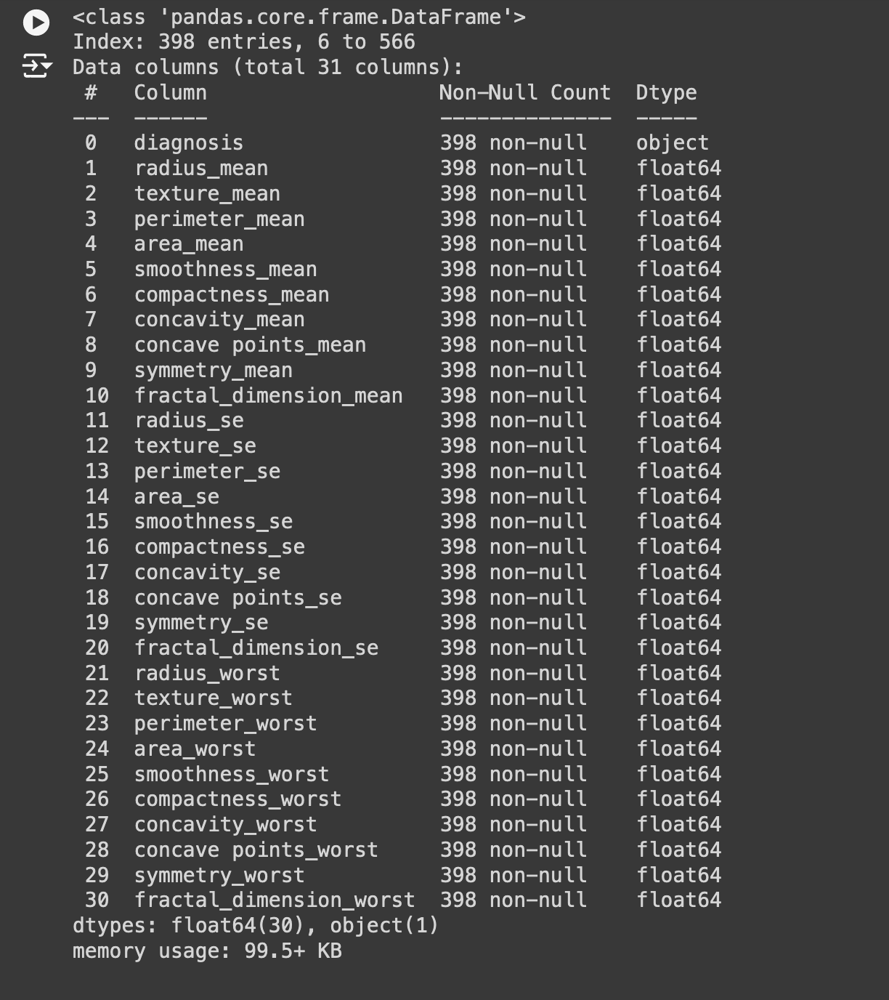 <class 'pandas.core.frame.DataFrame'>
Index: 398 entries, 6 to 566
Data columns (total 31 columns):
 #   Column                   Non-Null Count  Dtype
---  ------                   --------------  -----
 0   diagnosis                398 non-null    object
 1   radius_mean              398 non-null    float64
 2   texture_mean             398 non-null    float64
 3   perimeter_mean           398 non-null    float64
 4   area_mean                398 non-null    float64
 5   smoothness_mean          398 non-null    float64
 6   compactness_mean         398 non-null    float64
 7   concavity_mean           398 non-null    float64
 8   concave points_mean      398 non-null    float64
 9   symmetry_mean            398 non-null    float64
 10  fractal_dimension_mean   398 non-null    float64
 11  radius_se                398 non-null    float64
 12  texture_se               398 non-null    float64
 13  perimeter_se             398 non-null    float64
 14  area_se                  398 non-null    float64
 15  smoothness_se            398 non-null    float64
 16  compactness_se           398 non-null    float64
 17  concavity_se             398 non-null    float64
 18  concave points_se        398 non-null    float64
 19  symmetry_se              398 non-null    float64
 20  fractal_dimension_se     398 non-null    float64
 21  radius_worst             398 non-null    float64
 22  texture_worst            398 non-null    float64
 23  perimeter_worst          398 non-null    float64
 24  area_worst               398 non-null    float64
 25  smoothness_worst         398 non-null    float64
 26  compactness_worst        398 non-null    float64
 27  concavity_worst          398 non-null    float64
 28  concave points_worst     398 non-null    float64
 29  symmetry_worst           398 non-null    float64
 30  fractal_dimension_worst  398 non-null    float64
dtypes: float64(30), object(1)
memory usage: 99.5+ KB